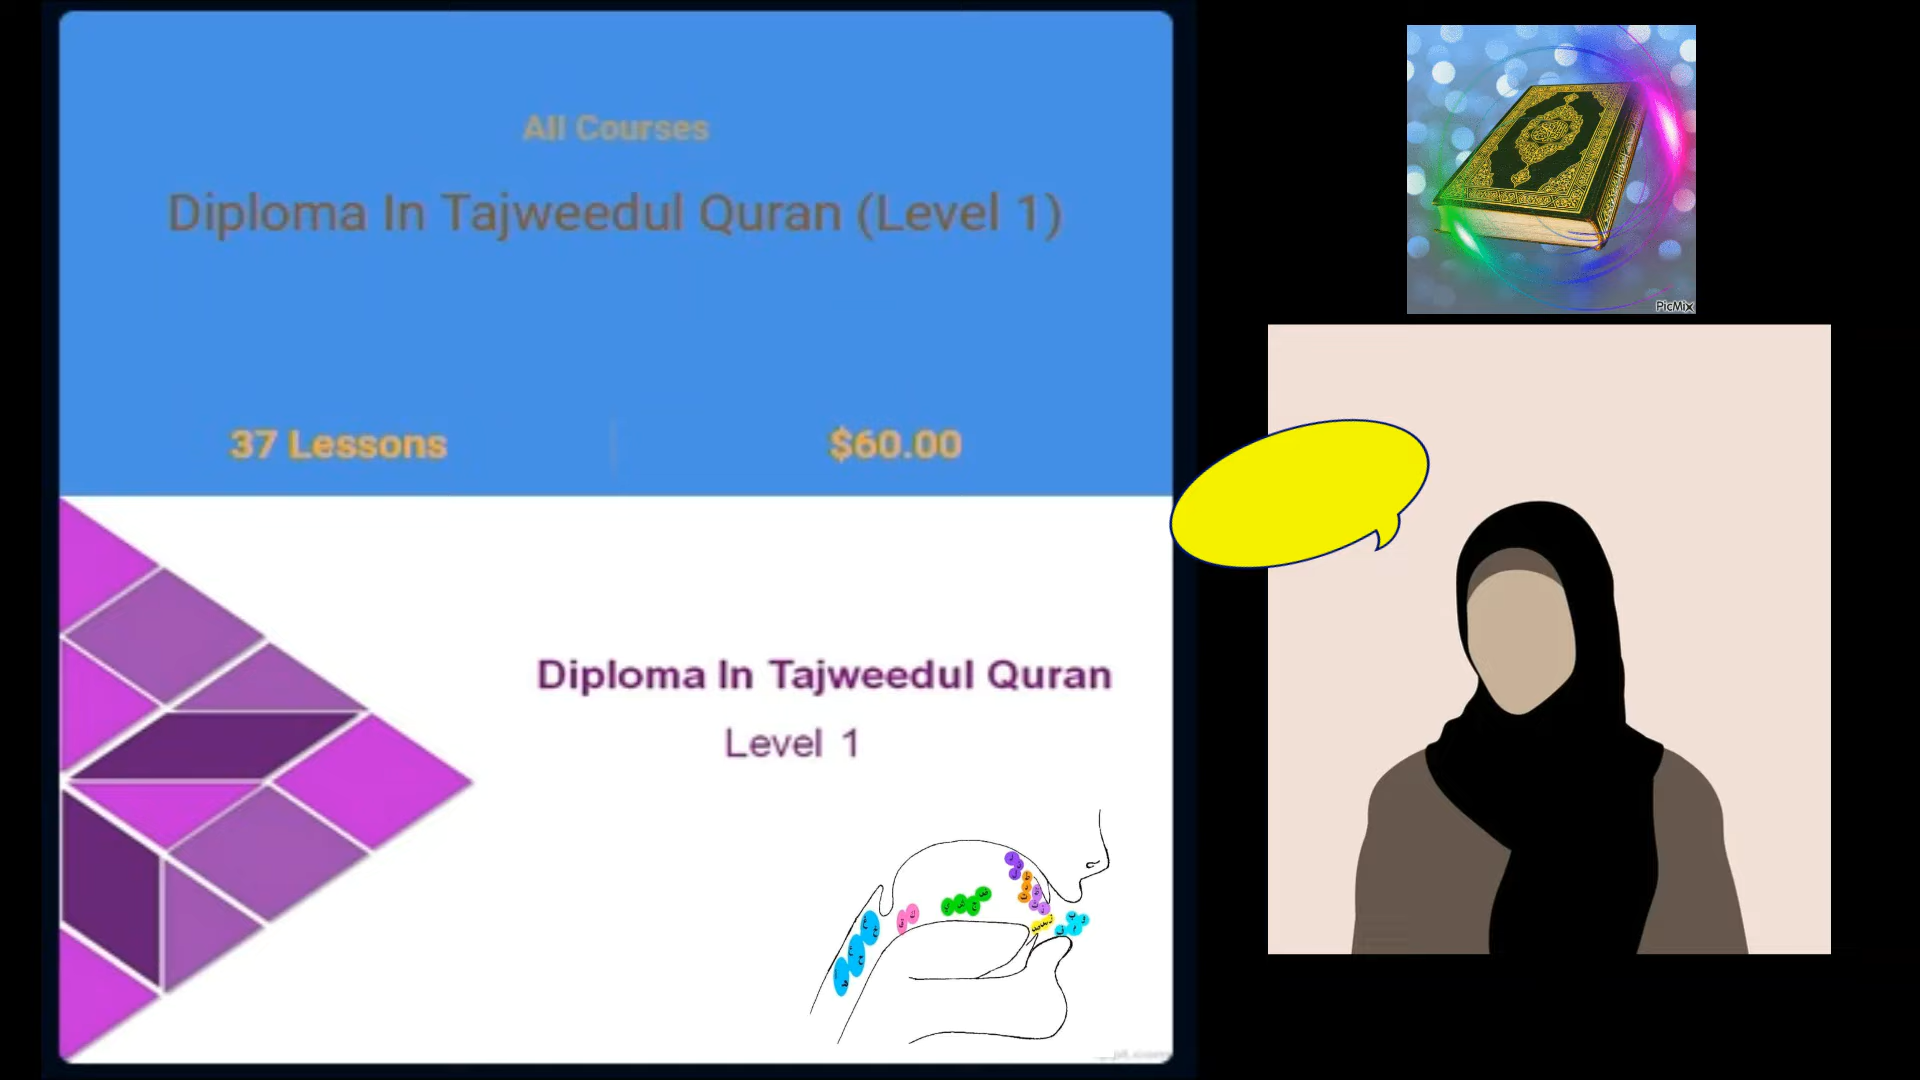 All Courses
Diploma In Tajweedul Quran (Level 1)
37 Lessons
$60.00
Diploma In Tajweedul Quran
Level 1
PicMix